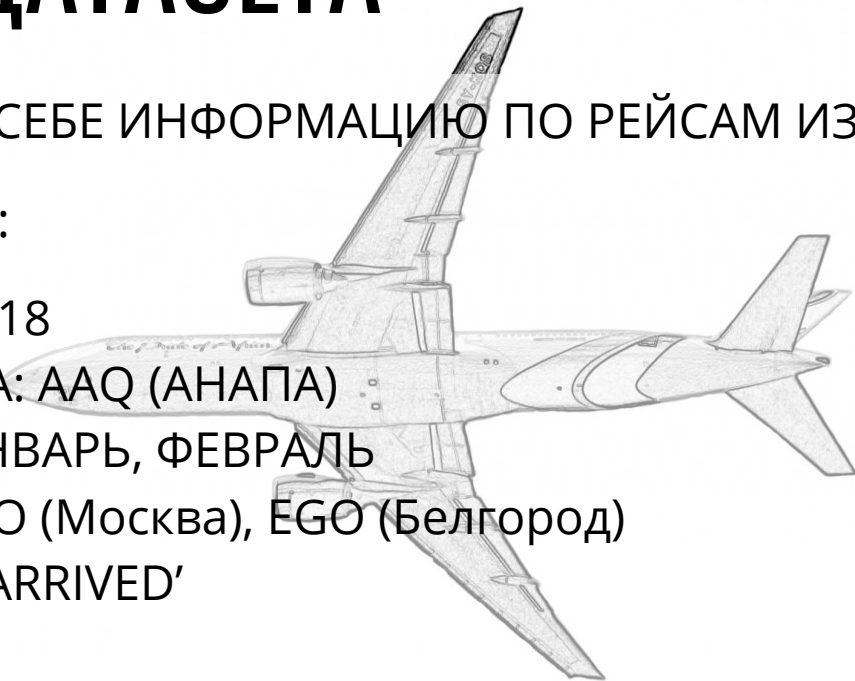 ДАТАСЕТА
СЕБЕ ИНФОРМАЦИЮ ПО РЕЙСАМ ИЗ
:
18
А: AAQ (АНАПА)
НВАРЬ, ФЕВРАЛЬ
О (Москва), EGO (Белгород)
ARRIVED’